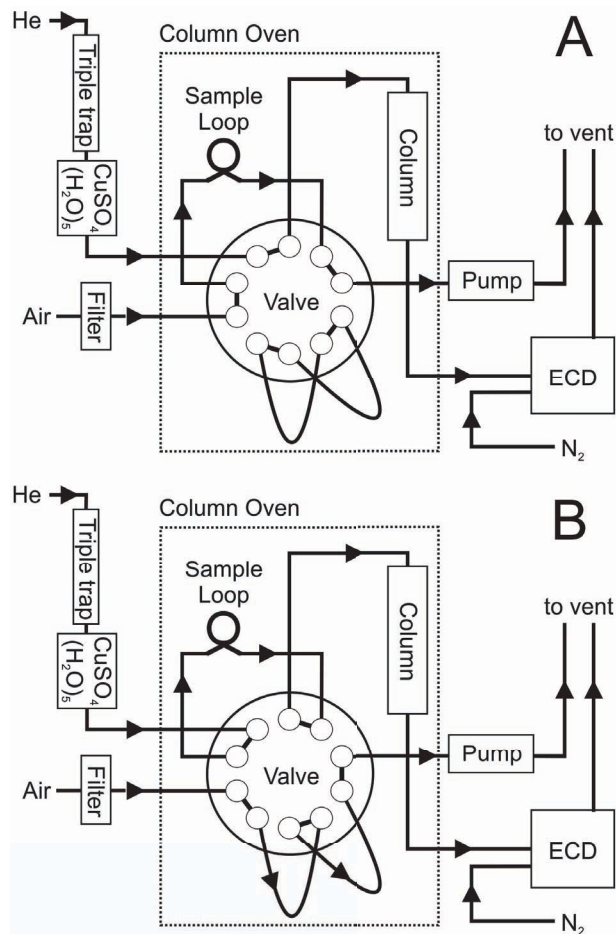 A
He
Column Oven
Triple trap
Sample
Loop
Column
to vent
CuSO₄
(H₂O)₅
Valve
Pump
Air
Filter
ECD
N₂
B
He
Column Oven
Triple trap
Sample
Loop
Column
to vent
CuSO₄
(H₂O)₅
Valve
Pump
Air
Filter
ECD
N₂